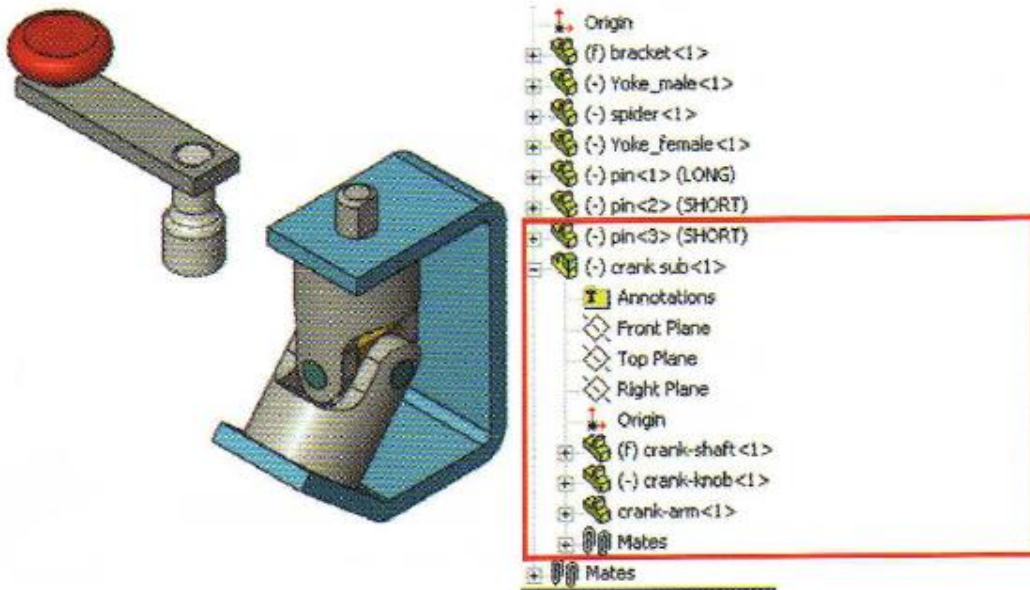 Origin
(f) bracket<1>
(-) Yoke_male<1>
(-) spider<1>
(-) Yoke_female<1>
(-) pin<1> (LONG)
(-) pin<2> (SHORT)
(-) pin<3> (SHORT)
(-) crank sub<1>
Annotations
Front Plane
Top Plane
Right Plane
Origin
(f) crank-shaft<1>
(-) crank-knob<1>
crank-arm<1>
Mates
Mates